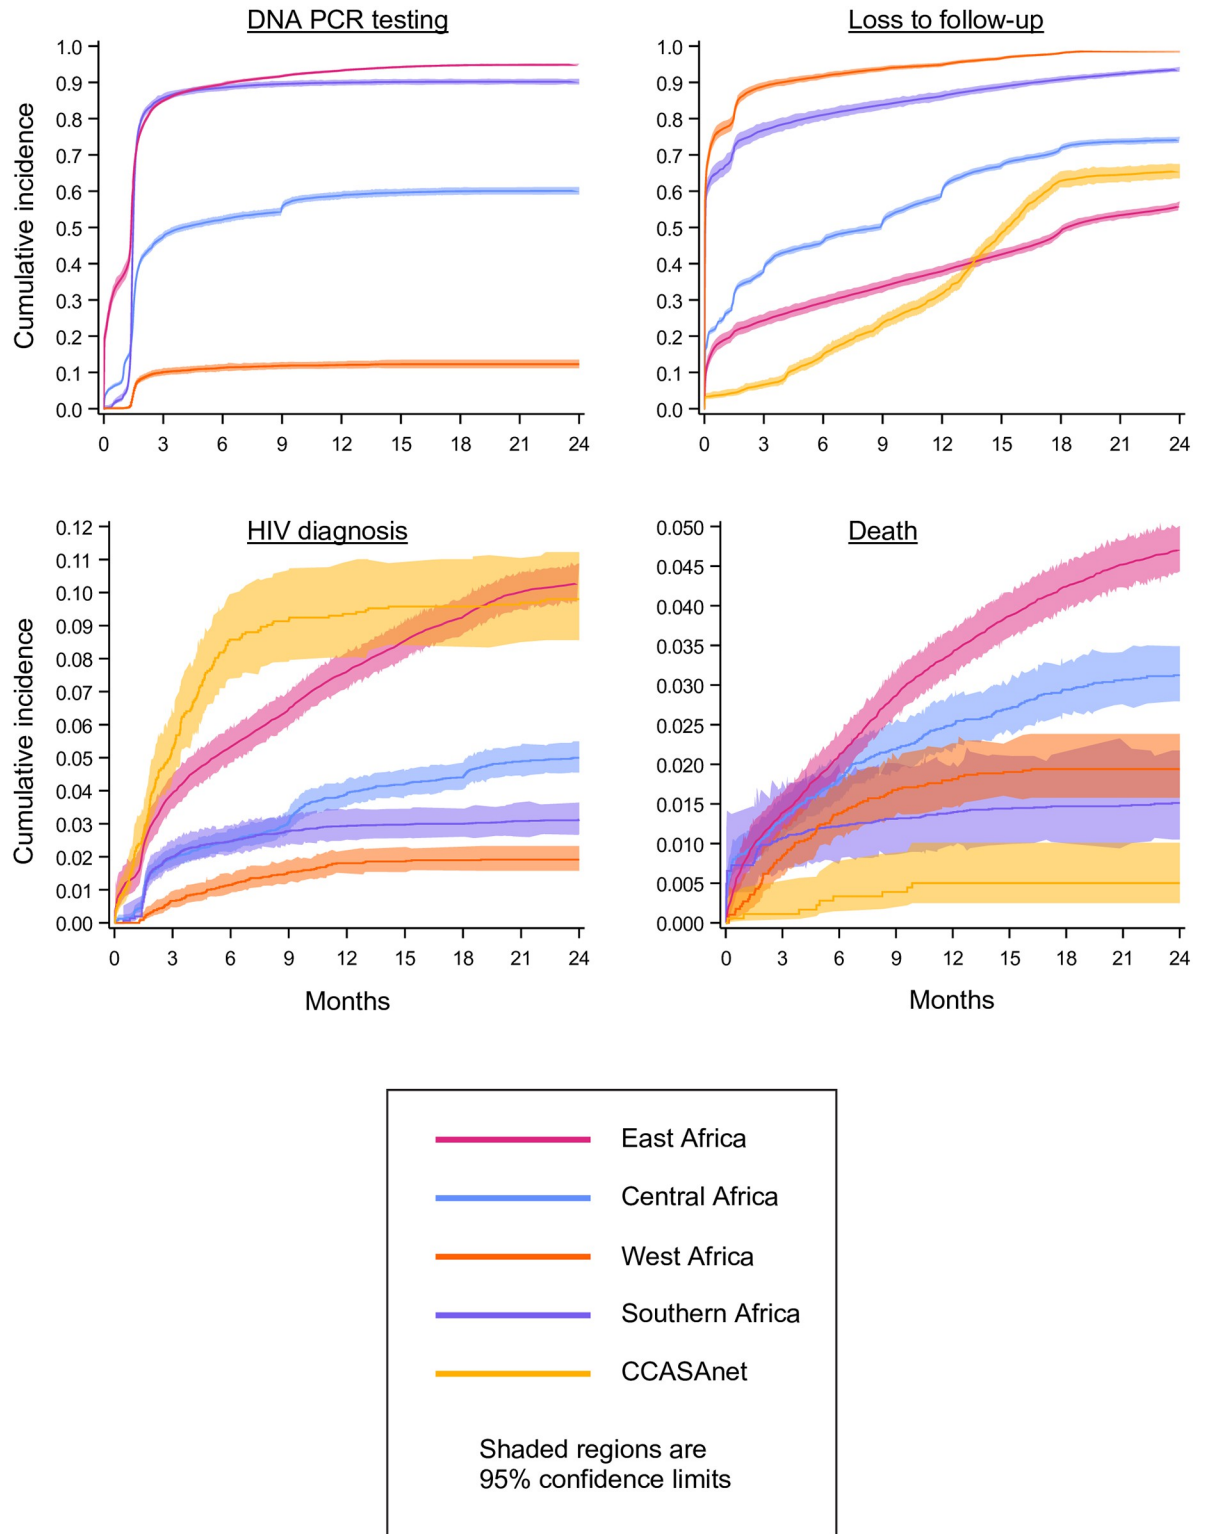 DNA PCR testing
Loss to follow-up
Cumulative incidence
1.0
0.9
0.8
0.7
0.6
0.5
0.4
0.3
0.2
0.1
0.0
0 3 6 9 12 15 18 21 24
1.0
0.9
0.8
0.7
0.6
0.5
0.4
0.3
0.2
0.1
0.0
0 3 6 9 12 15 18 21 24
HIV diagnosis
Death
Cumulative incidence
0.12
0.11
0.10
0.09
0.08
0.07
0.06
0.05
0.04
0.03
0.02
0.01
0.00
0 3 6 9 12 15 18 21 24
Months
0.050
0.045
0.040
0.035
0.030
0.025
0.020
0.015
0.010
0.005
0.000
0 3 6 9 12 15 18 21 24
Months
East Africa
Central Africa
West Africa
Southern Africa
CCASAnet
Shaded regions are
95% confidence limits